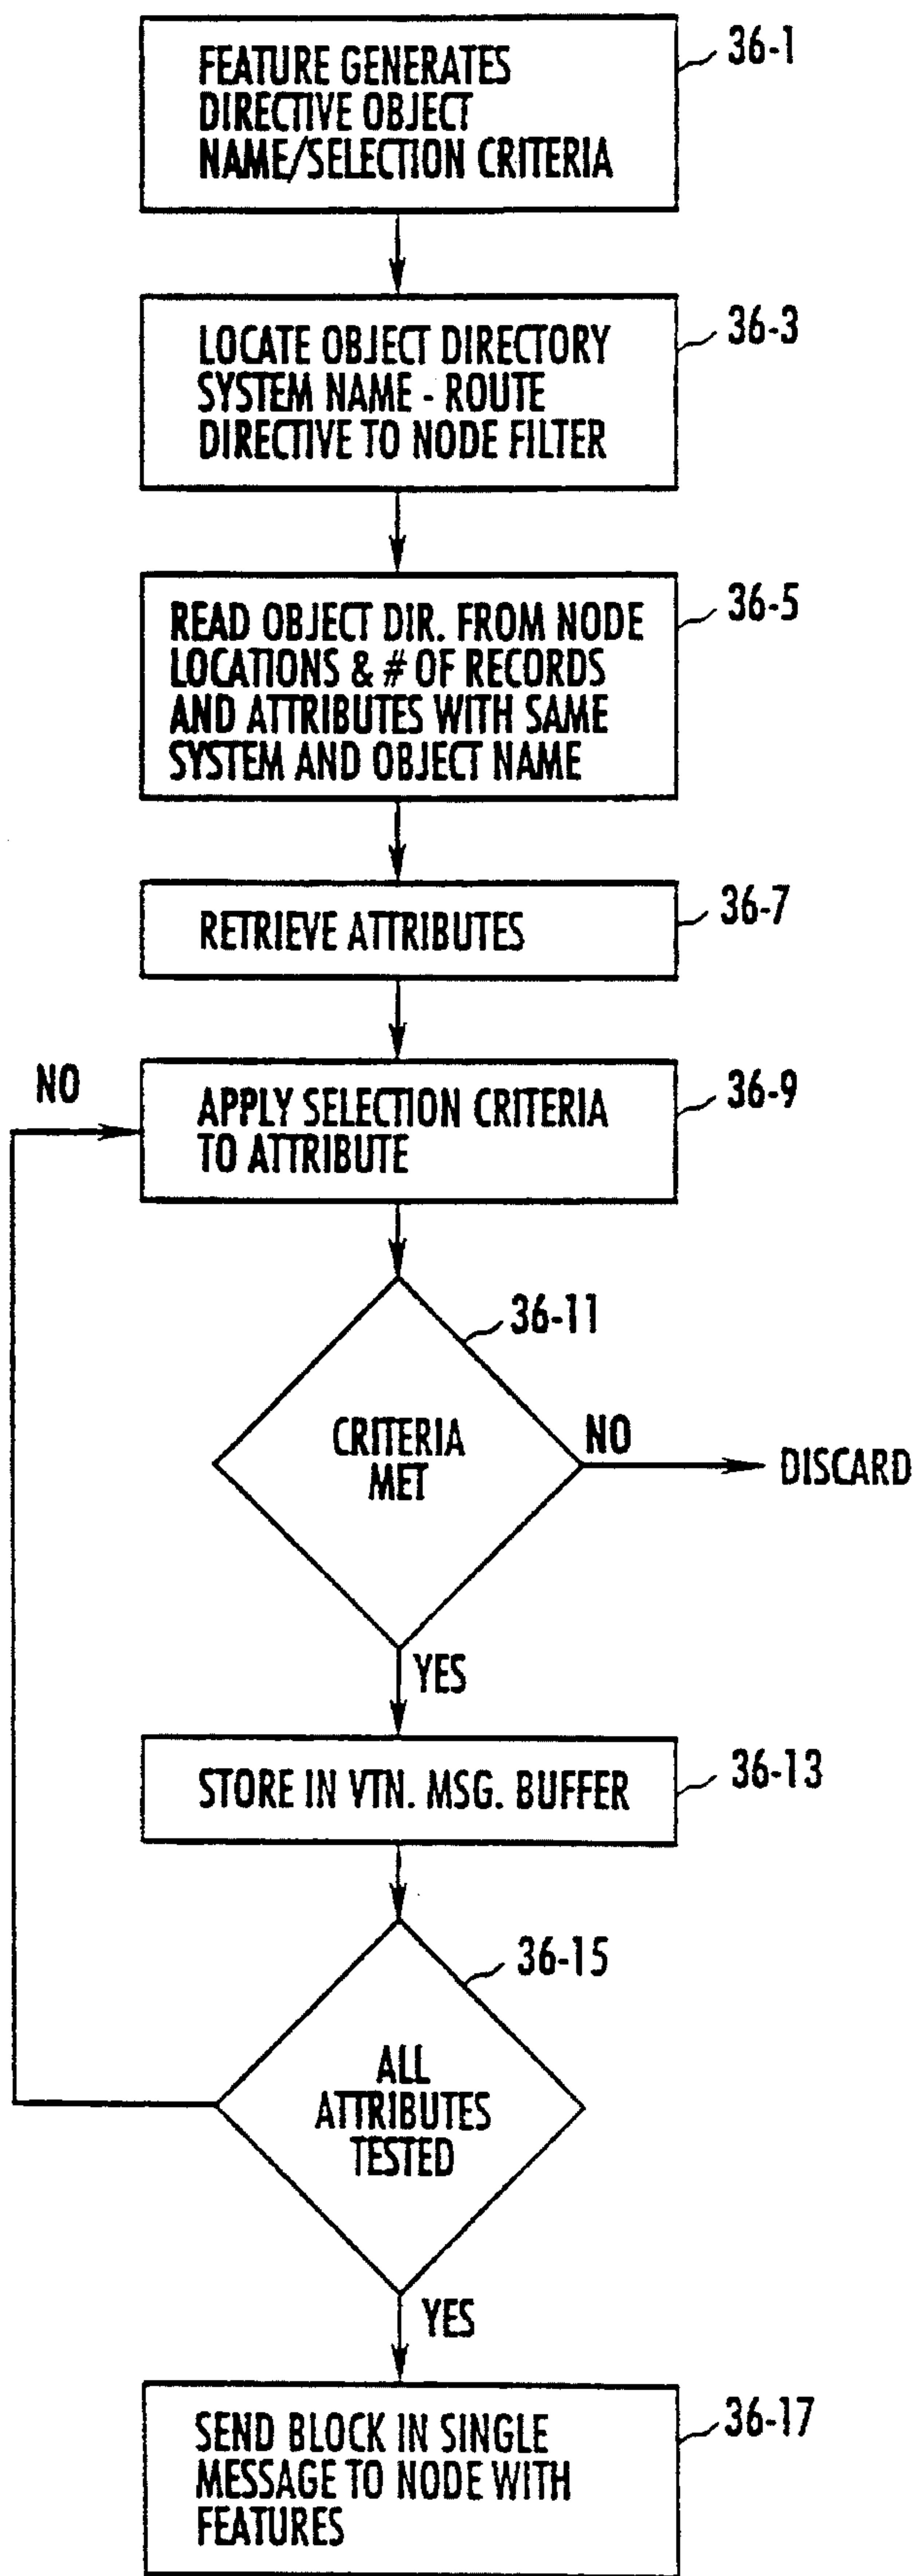 FEATURE GENERATES
DIRECTIVE OBJECT
NAME/SELECTION CRITERIA
36-1
LOCATE OBJECT DIRECTORY
SYSTEM NAME - ROUTE
DIRECTIVE TO NODE FILTER
36-3
READ OBJECT DIR. FROM NODE
LOCATIONS & # OF RECORDS
AND ATTRIBUTES WITH SAME
SYSTEM AND OBJECT NAME
36-5
RETRIEVE ATTRIBUTES
36-7
NO
APPLY SELECTION CRITERIA
TO ATTRIBUTE
36-9
36-11
CRITERIA
MET
NO
DISCARD
YES
STORE IN VTN. MSG. BUFFER
36-13
36-15
ALL
ATTRIBUTES
TESTED
YES
SEND BLOCK IN SINGLE
MESSAGE TO NODE WITH
FEATURES
36-17